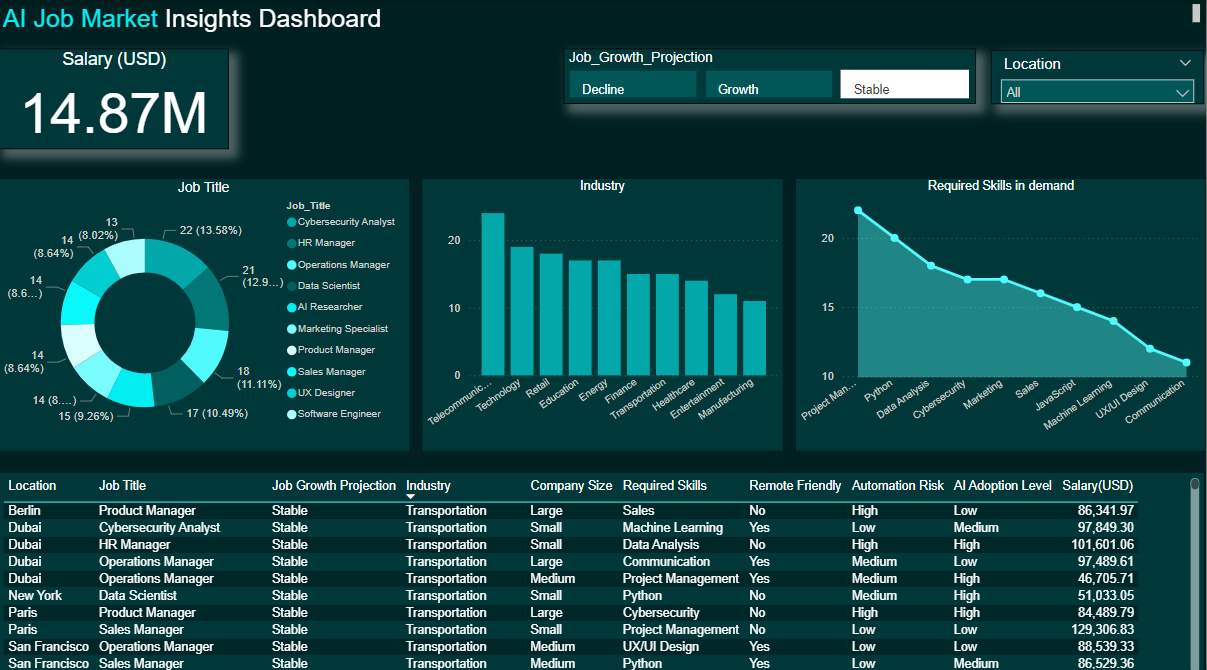 AI Job Market Insights Dashboard
Salary (USD)
14.87M
Job_Growth_Projection
Decline
Growth
Stable
Location
All
Job Title
22 (13.58%)
21
(12.9…)
18
(11.11%)
17 (10.49%)
15 (9.26%)
14 (8.…)
14
(8.64%)
14
(8.6…)
14
(8.64%)
13
(8.02%)
Job_Title
Cybersecurity Analyst
HR Manager
Operations Manager
Data Scientist
AI Researcher
Marketing Specialist
Product Manager
Sales Manager
UX Designer
Software Engineer
Industry
20
10
0
Telecommunic…
Technology
Retail
Education
Energy
Finance
Transportation
Healthcare
Entertainment
Manufacturing
Required Skills in demand
20
15
10
Project Man…
Python
Data Analysis
Cybersecurity
Marketing
Sales
JavaScript
Machine Learning
UX/UI Design
Communication
Location Job Title Job Growth Projection Industry Company Size Required Skills Remote Friendly Automation Risk AI Adoption Level Salary(USD)
Berlin Product Manager Stable Transportation Large Sales No High Low 86,341.97
Dubai Cybersecurity Analyst Stable Transportation Small Machine Learning Yes Low Medium 97,849.30
Dubai HR Manager Stable Transportation Small Data Analysis No High High 101,601.06
Dubai Operations Manager Stable Transportation Large Communication Yes Medium Low 97,489.61
Dubai Operations Manager Stable Transportation Medium Project Management Yes Medium High 46,705.71
New York Data Scientist Stable Transportation Small Python No Medium High 51,033.05
Paris Product Manager Stable Transportation Large Cybersecurity No High High 84,489.79
Paris Sales Manager Stable Transportation Small Project Management No Low Low 129,306.83
San Francisco Operations Manager Stable Transportation Medium UX/UI Design Yes Low Low 88,539.33
San Francisco Sales Manager Stable Transportation Medium Python No Low Medium 86,529.36